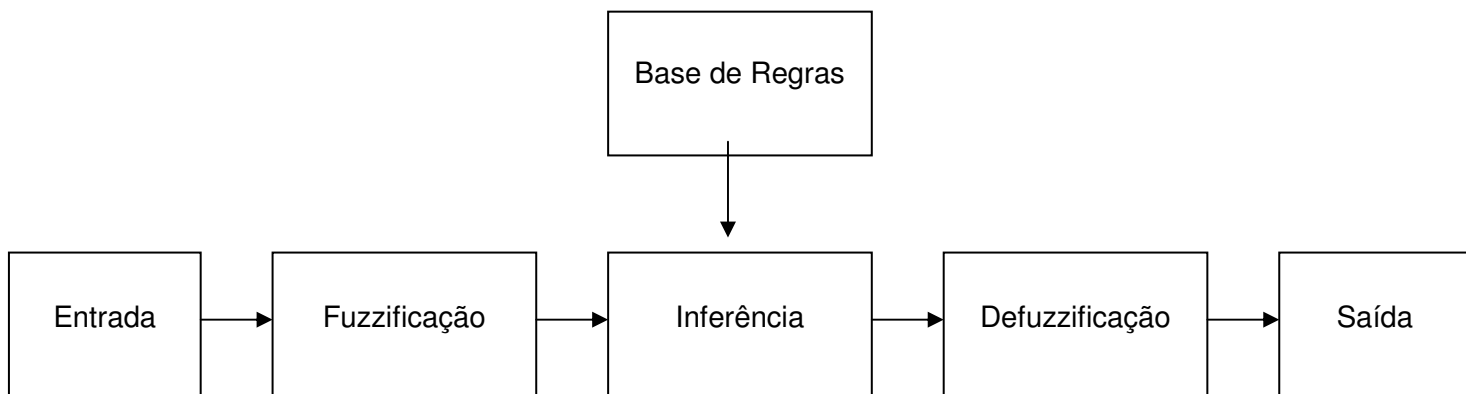 Base de Regras
Entrada
Fuzzificação
Inferência
Defuzzificação
Saída